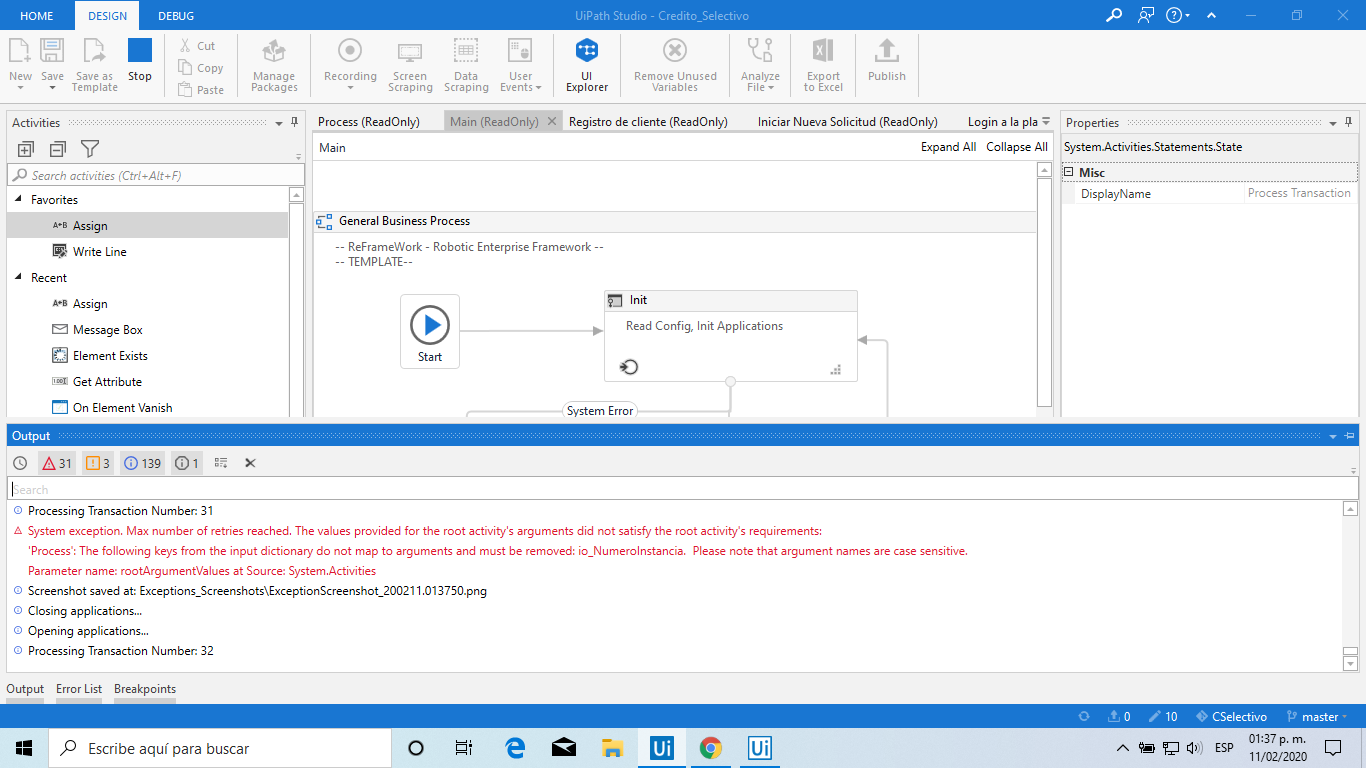 HOME DESIGN DEBUG UiPath Studio - Credito_Selectivo
New Save Save as Template Stop
Cut
Copy
Paste
Manage Packages
Recording
Screen Scraping
Data Scraping
User Events
UI Explorer
Remove Unused Variables
Analyze File
Export to Excel
Publish
Activities
Search activities (Ctrl+Alt+F)
Favorites
A+B Assign
Write Line
Recent
A+B Assign
Message Box
Element Exists
Get Attribute
On Element Vanish
Process (ReadOnly) Main (ReadOnly) Registro de cliente (ReadOnly) Iniciar Nueva Solicitud (ReadOnly) Login a la pla
Main Expand All Collapse All
General Business Process
-- ReFrameWork - Robotic Enterprise Framework --
-- TEMPLATE--
Start
Init
Read Config, Init Applications
System Error
Properties
System.Activities.Statements.State
Misc
DisplayName Process Transaction
Output
31 3 139 1
Search
Processing Transaction Number: 31
System exception. Max number of retries reached. The values provided for the root activity's arguments did not satisfy the root activity's requirements:
'Process': The following keys from the input dictionary do not map to arguments and must be removed: io_NumeroInstancia.  Please note that argument names are case sensitive.
Parameter name: rootArgumentValues at Source: System.Activities
Screenshot saved at: Exceptions_Screenshots\ExceptionScreenshot_200211.013750.png
Closing applications...
Opening applications...
Processing Transaction Number: 32
Output Error List Breakpoints
0 10 CSelectivo master
Escribe aquí para buscar
Ui Ui
ESP
01:37 p. m.
11/02/2020